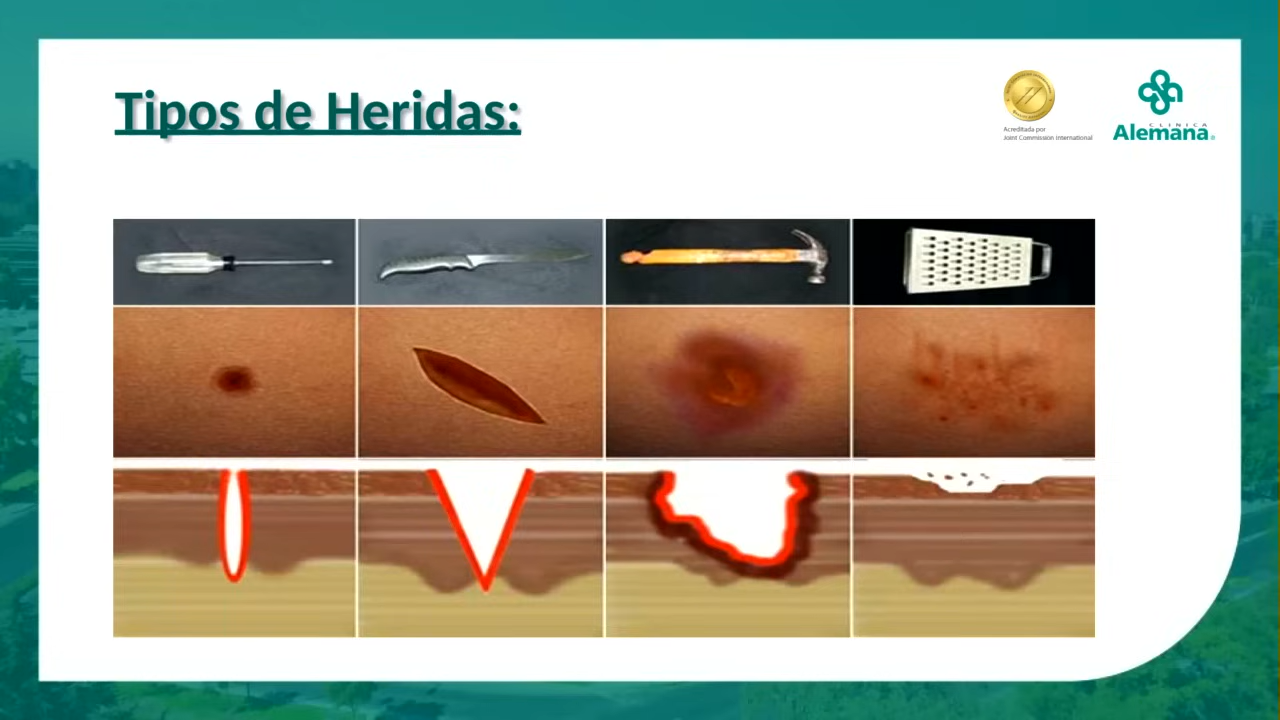 Tipos de Heridas:
Acreditada por
Joint Commission International
CLINICA
Alemana